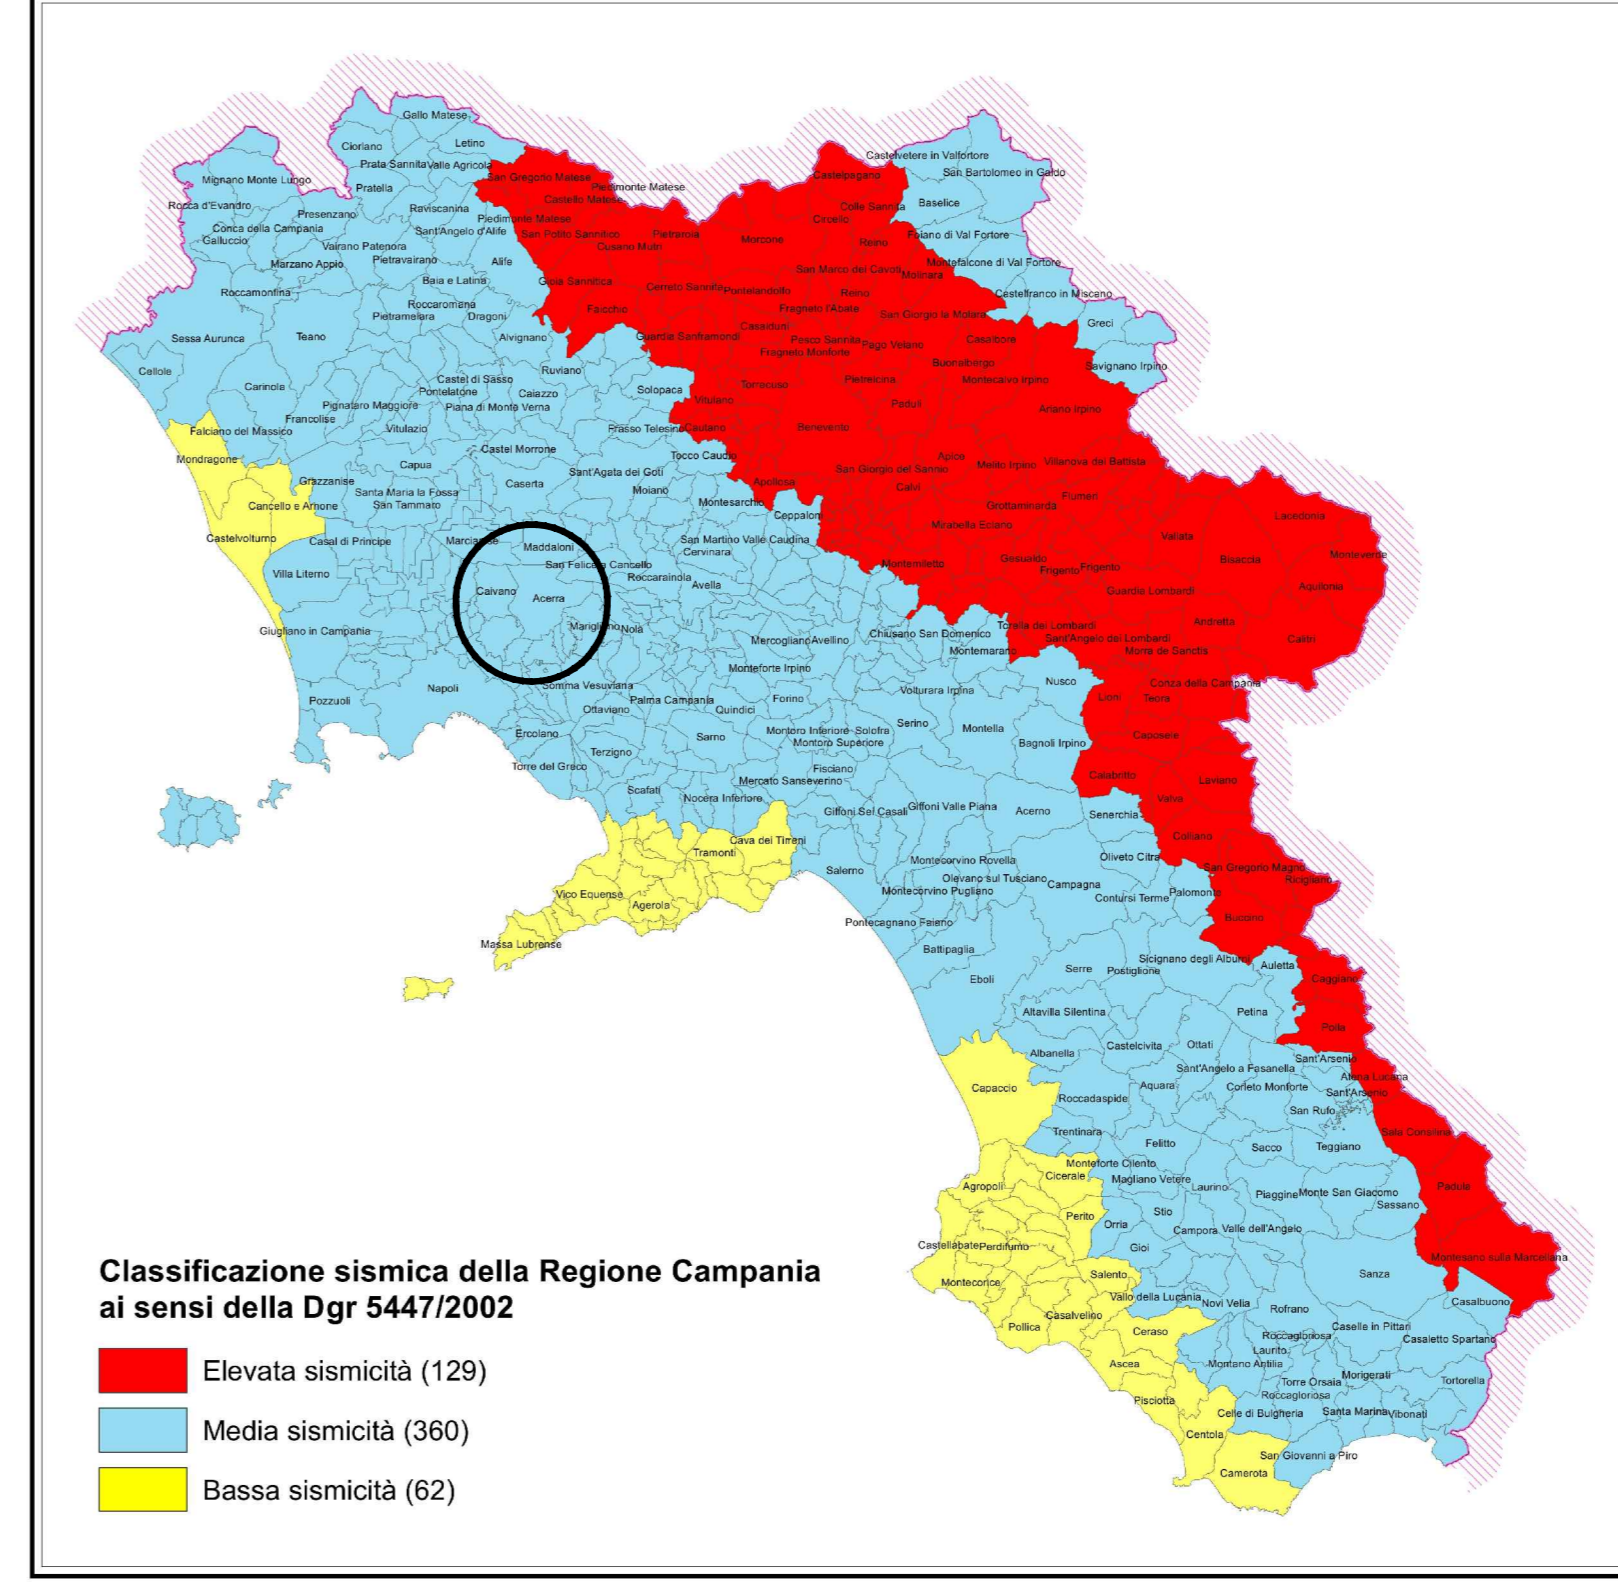 Gallo Matese
Letino
Ciorlano
Prata Sannita
Valle Agricola
Castelvetere in Valfortore
San Bartolomeo in Galdo
Mignano Monte Lungo
Pratella
San Gregorio Matese
Piedimonte Matese
Castelpagano
Rocca d'Evandro
Presenzano
Raviscanina
Castello Matese
Colle Sannita
Baselice
Conca della Campania
Galluccio
Sant'Angelo d'Alife
Piedimonte Matese
San Potito Sannitico
Pietraroia
Circello
Foiano di Val Fortore
Vairano Patenora
Cusano Mutri
Morcone
Reino
Marzano Appio
Pietravairano
Alife
Montefalcone di Val Fortore
San Marco dei Cavoti
Molinara
Baia e Latina
Gioia Sannitica
Cerreto Sannita
Pontelandolfo
Reino
Castelfranco in Miscano
Roccamonfina
Roccaromana
Pietramelara
Dragoni
Faicchio
Fragneto l'Abate
San Giorgio la Molara
Greci
Sessa Aurunca
Teano
Alvignano
Guardia Sanframondi
Casalduni
Pesco Sannita
Fragneto Monforte
Pago Veiano
Casalbore
Cellole
Ruviano
Buonalbergo
Savignano Irpino
Carinola
Castel di Sasso
Pontelatone
Caiazzo
Solopaca
Torrecuso
Pietrelcina
Montecalvo Irpino
Pignataro Maggiore
Piana di Monte Verna
Vitulano
Paduli
Ariano Irpino
Francolise
Falciano del Massico
Vitulazio
Frasso Telesino
Cautano
Benevento
Mondragone
Capua
Castel Morrone
Tocco Caudio
Apice
Melito Irpino
Villanova del Battista
Sant'Agata dei Goti
San Giorgio del Sannio
Grazzanise
Caserta
Moiano
Apollosa
Calvi
Flumeri
Santa Maria la Fossa
San Tammaro
Cancello e Arnone
Montesarchio
Ceppaloni
Grottaminarda
Lacedonia
Mirabella Eclano
Castelvolturno
Casal di Principe
Marcianise
Maddaloni
San Martino Valle Caudina
Cervinara
Vallata
Bisaccia
Monteverde
San Felice a Cancello
Montemiletto
Gesualdo
Frigento
Frigento
Villa Literno
Roccarainola
Avella
Guardia Lombardi
Aquilonia
Caivano
Acerra
Giugliano in Campania
Marigliano
Nola
Mercogliano
Avellino
Chiusano San Domenico
Torella dei Lombardi
Andretta
Calitri
Montemarano
Sant'Angelo dei Lombardi
Morra de Sanctis
Monteforte Irpino
Napoli
Somma Vesuviana
Volturara Irpina
Nusco
Conza della Campania
Pozzuoli
Ottaviano
Palma Campania
Quindici
Forino
Lioni
Teora
Ercolano
Sarno
Montoro Inferiore
Solofra
Montoro Superiore
Serino
Montella
Bagnoli Irpino
Caposele
Terzigno
Torre del Greco
Fisciano
Mercato Sanseverino
Calabritto
Laviano
Scafati
Nocera Inferiore
Giffoni Sei Casali
Giffoni Valle Piana
Acerno
Senerchia
Valva
Cava dei Tirreni
Tramonti
Colliano
Salerno
Montecorvino Rovella
Oliveto Citra
San Gregorio Magno
Ricigliano
Olevano sul Tusciano
Montecorvino Pugliano
Campagna
Contursi Terme
Palomonte
Vico Equense
Agerola
Buccino
Pontecagnano Faiano
Massa Lubrense
Battipaglia
Sicignano degli Alburni
Auletta
Eboli
Serre
Postiglione
Caggiano
Altavilla Silentina
Petina
Polla
Albanella
Castelcivita
Ottati
Sant'Arsenio
Sant'Angelo a Fasanella
Atena Lucana
Capaccio
Aquara
Corleto Monforte
Sant'Arsenio
Roccadaspide
San Rufo
Trentinara
Felitto
Sacco
Teggiano
Sala Consilina
Monteforte Cilento
Cicerale
Magliano Vetere
Agropoli
Laurino
Piaggine
Monte San Giacomo
Sassano
Padula
Perito
Orria
Stio
Campora
Valle dell'Angelo
Castellabate
Perdifumo
Gioi
Montesano sulla Marcellana
Montecorice
Salento
Sanza
Vallo della Lucania
Novi Velia
Rofrano
Casalbuono
Pollica
Casalvelino
Ceraso
Roccagloriosa
Caselle in Pittari
Casaletto Spartano
Laurito
Ascea
Montano Antilia
Torre Orsaia
Morigerati
Tortorella
Pisciotta
Roccagloriosa
Celle di Bulgheria
Santa Marina
Vibonati
Centola
San Giovanni a Piro
Camerota
Classificazione sismica della Regione Campania
ai sensi della Dgr 5447/2002
Elevata sismicità (129)
Media sismicità (360)
Bassa sismicità (62)